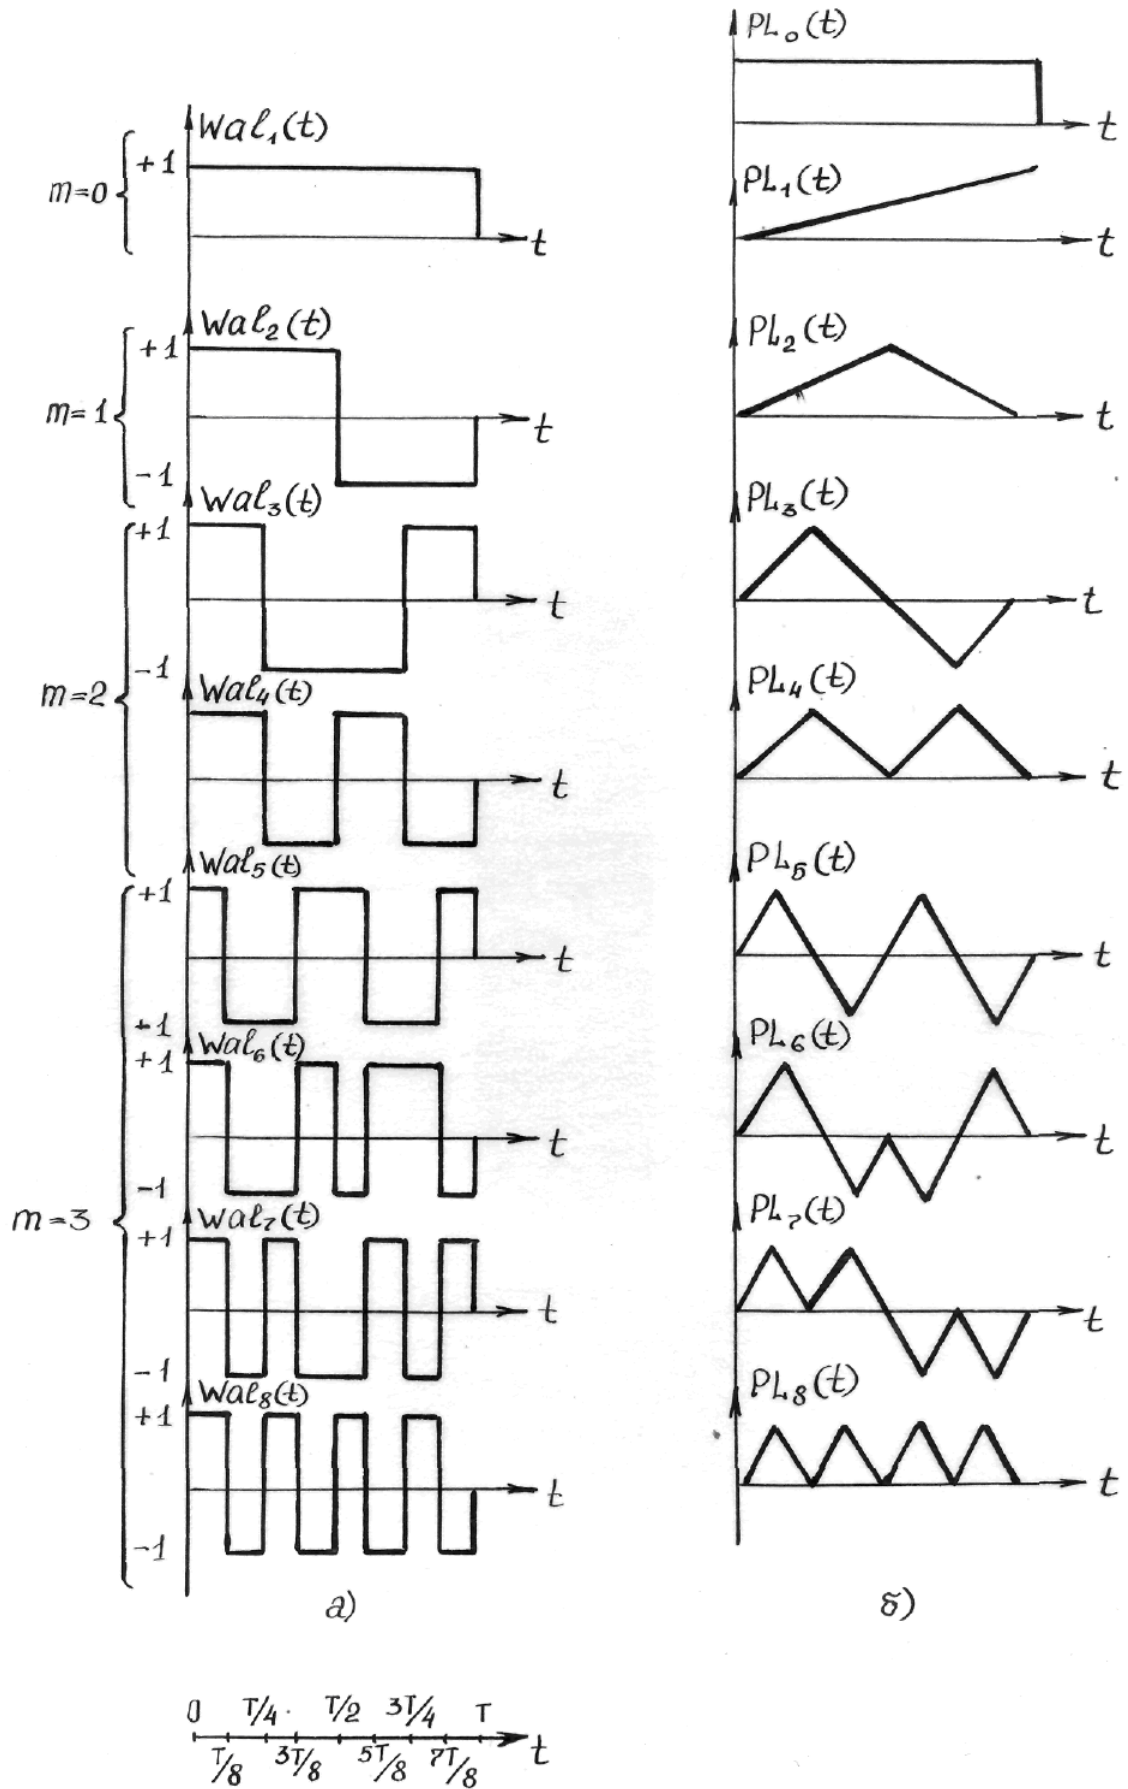 Wal₁(t)
+1
m=0
t
Wal₂(t)
+1
m=1
t
-1
Wal₃(t)
+1
t
-1
m=2
Wal₄(t)
t
Wal₅(t)
+1
t
+1
Wal₆(t)
+1
t
-1
m=3
Wal₇(t)
+1
t
-1
Wal₈(t)
+1
t
-1
а)
PL₀(t)
t
PL₁(t)
t
PL₂(t)
t
PL₃(t)
t
PL₄(t)
t
PL₅(t)
t
PL₆(t)
t
PL₇(t)
t
PL₈(t)
t
б)
0 T/4 T/2 3T/4 T
T/8 3T/8 5T/8 7T/8 t